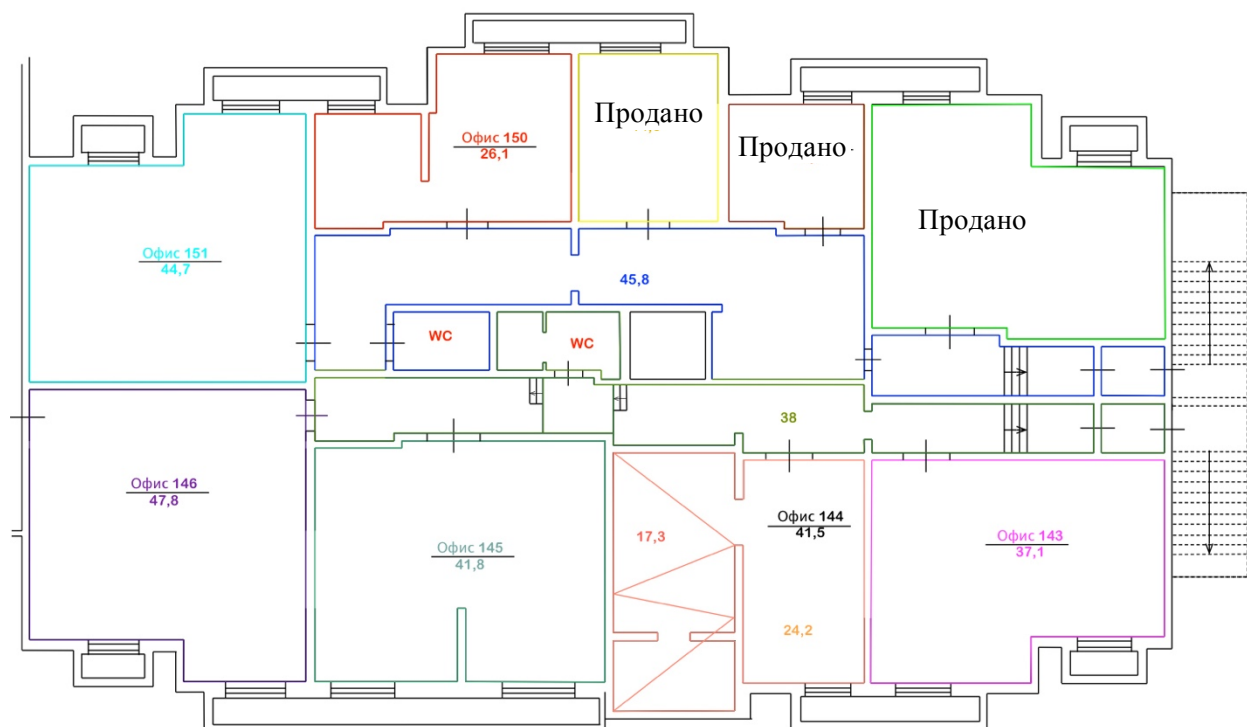 Продано
Офис 150
26,1
Продано
Продано
Офис 151
44,7
45,8
WC
WC
38
Офис 146
47,8
Офис 144
41,5
17,3
Офис 143
37,1
Офис 145
41,8
24,2